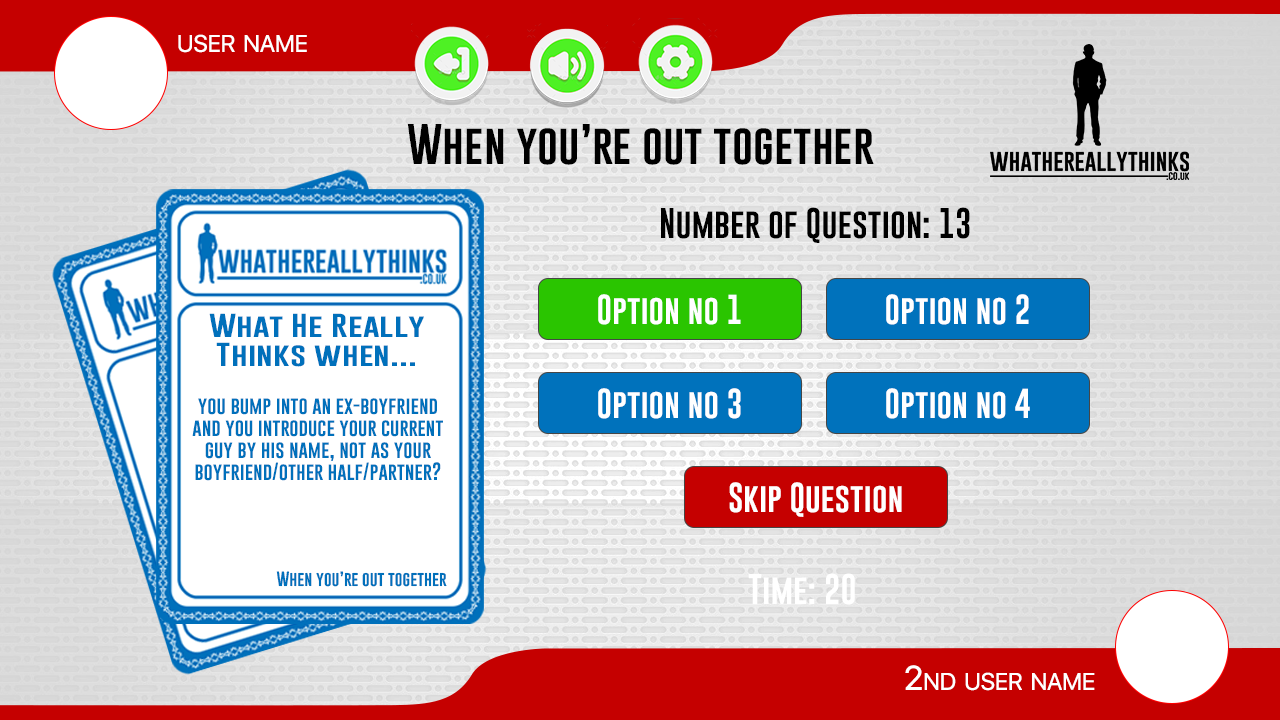 USER NAME
WHEN YOU'RE OUT TOGETHER
WHATHEREALLYTHINKS
.CO.UK
NUMBER OF QUESTION: 13
WH
WHATHEREALLYTHINKS
.CO.UK
WHAT HE REALLY
THINKS WHEN...
YOU BUMP INTO AN EX-BOYFRIEND
AND YOU INTRODUCE YOUR CURRENT
GUY BY HIS NAME, NOT AS YOUR
BOYFRIEND/OTHER HALF/PARTNER?
WHEN YOU'RE OUT TOGETHER
OPTION NO 1
OPTION NO 2
OPTION NO 3
OPTION NO 4
SKIP QUESTION
TIME: 20
2ND USER NAME